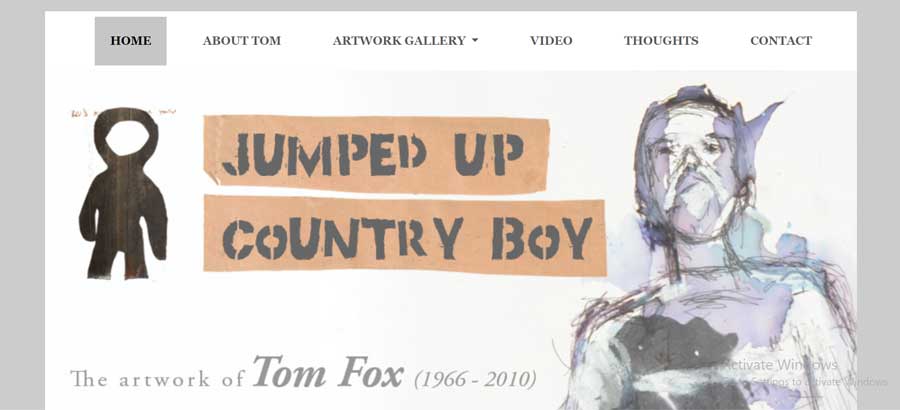 HOME ABOUT TOM ARTWORK GALLERY VIDEO THOUGHTS CONTACT
JUMPED UP
COUNTRY BOY
The artwork of Tom Fox (1966 - 2010)
Activate Windows
Go to Settings to activate Windows